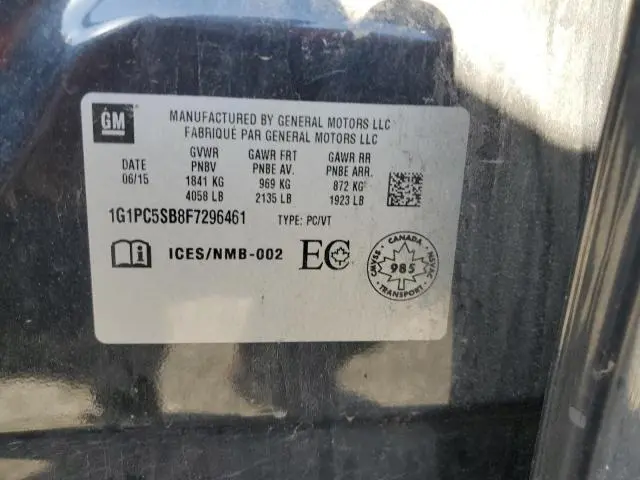 GM
MANUFACTURED BY GENERAL MOTORS LLC
FABRIQUÉ PAR GENERAL MOTORS LLC
DATE
06/15
GVWR
PNBV
1841 KG
4058 LB
GAWR FRT
PNBE AV.
969 KG
2135 LB
GAWR RR
PNBE ARR.
872 KG
1923 LB
1G1PC5SB8F7296461 TYPE: PC/VT
ICES/NMB-002
EC
CANADA
CMVSS
NSVAC
985
TRANSPORT